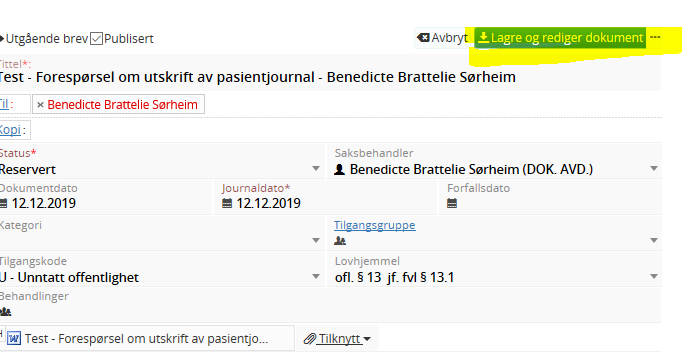 Utgående brev Publisert Avbryt Lagre og rediger dokument ...
Tittel*:
Test - Forespørsel om utskrift av pasientjournal - Benedicte Brattelie Sørheim
Til: × Benedicte Brattelie Sørheim
Kopi:
Status* Saksbehandler
Reservert Benedicte Brattelie Sørheim (DOK. AVD.)
Dokumentdato Journaldato* Forfallsdato
12.12.2019 12.12.2019
Kategori Tilgangsgruppe
Tilgangskode Lovhjemmel
U - Unntatt offentlighet ofl. § 13 jf. fvl § 13.1
Behandlinger
H Test - Forespørsel om utskrift av pasientjo... Tilknytt